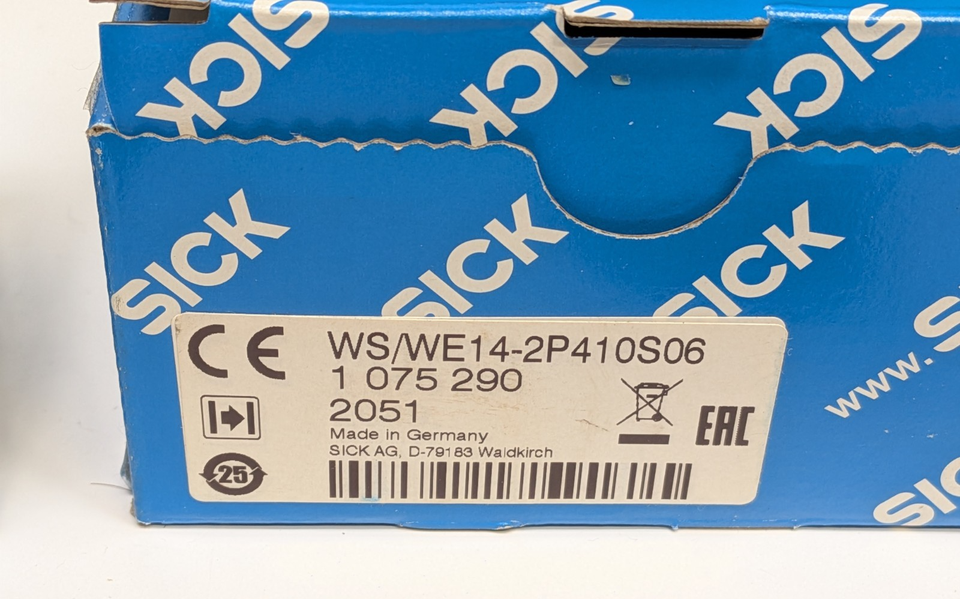 SICK
SICK
SICK
SICK
SICK
SICK
www.
SIC
CE
WS/WE14-2P410S06
1 075 290
2051
Made in Germany
SICK AG, D-79183 Waldkirch
25
EAC